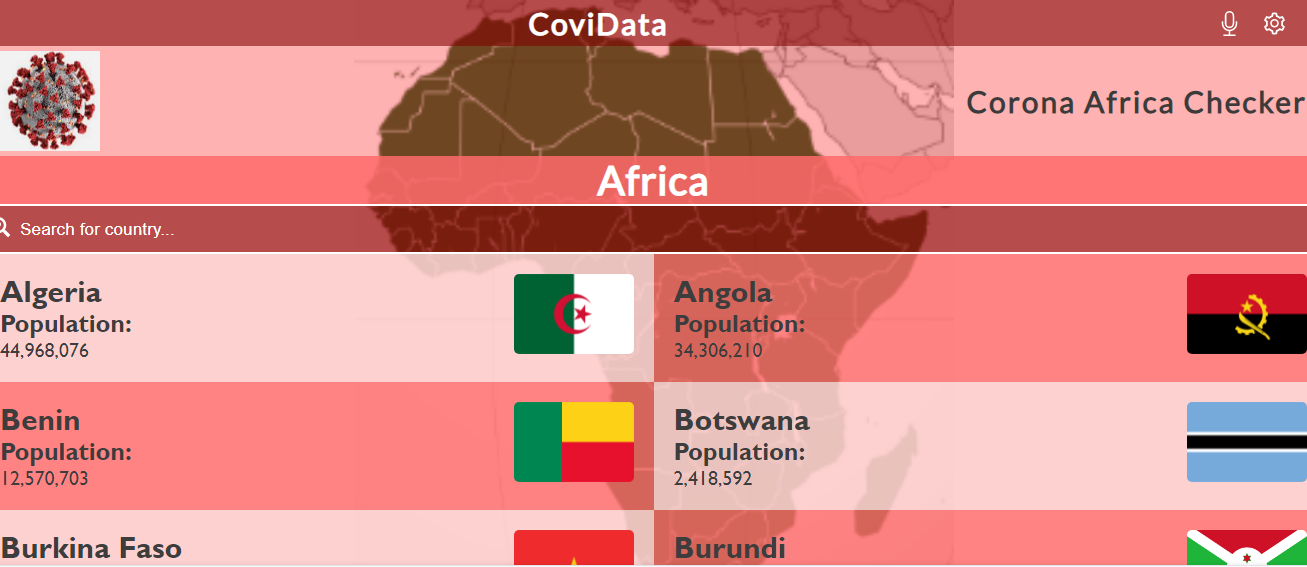 CoviData
Corona Africa Checker
Africa
Search for country...
Algeria
Population:
44,968,076
Angola
Population:
34,306,210
Benin
Population:
12,570,703
Botswana
Population:
2,418,592
Burkina Faso
Burundi